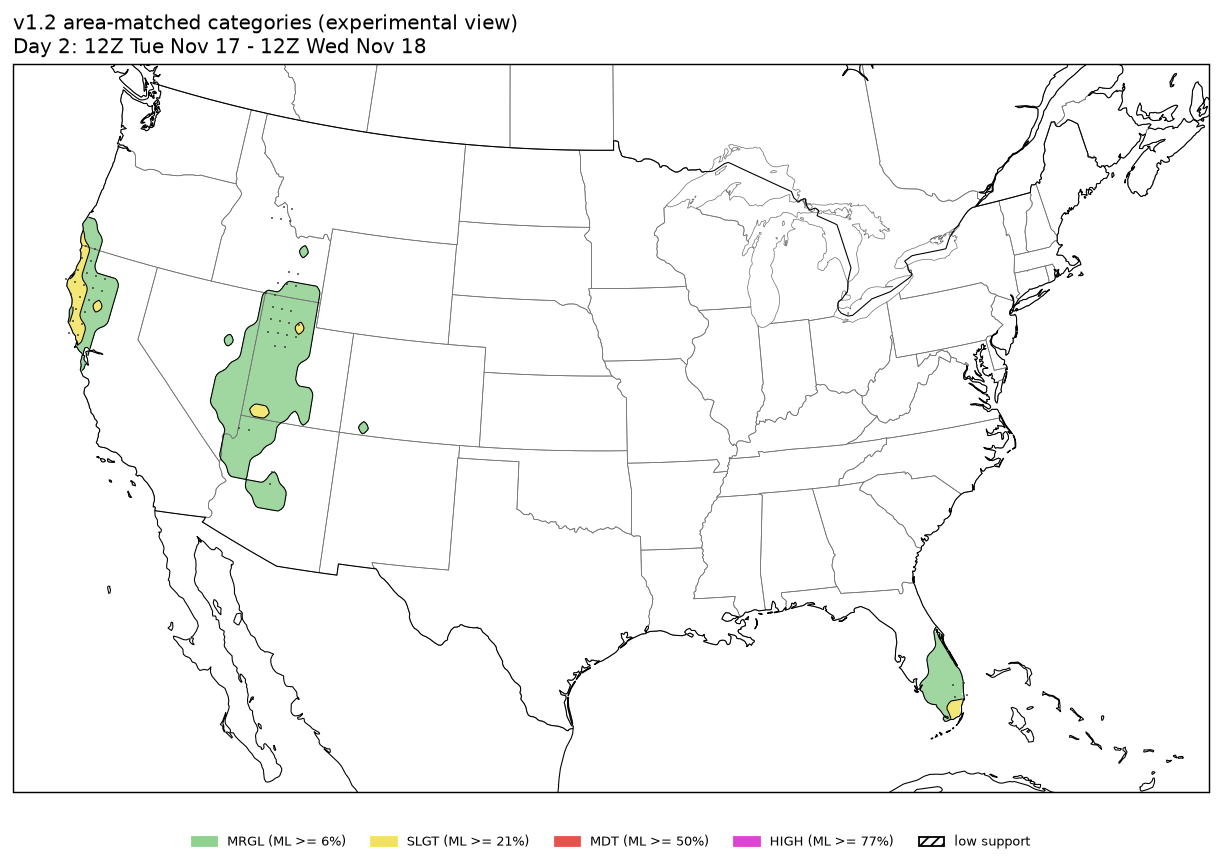 v1.2 area-matched categories (experimental view)
Day 2: 12Z Tue Nov 17 - 12Z Wed Nov 18
MRGL (ML >= 6%) SLGT (ML >= 21%) MDT (ML >= 50%) HIGH (ML >= 77%) low support